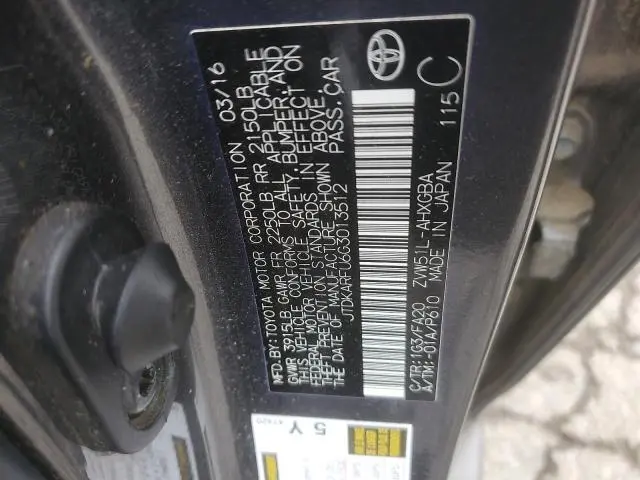 MFD.BY:TOYOTA MOTOR CORPORATION 03/16
GVWR 3915LB GAWR FR 2250LB RR 2150LB
THIS VEHICLE CONFORMS TO ALL APPLICABLE
FEDERAL MOTOR VEHICLE SAFETY, BUMPER, AND
THEFT PREVENTION STANDARDS IN EFFECT ON
THE DATE OF MANUFACTURE SHOWN ABOVE.
JTDKARFU6G3013512 PASS. CAR
C/TR:1G3/FA20 ZVW51L-AHXGBA
A/TM:-01A/P610 MADE IN JAPAN 115 C
5 Y